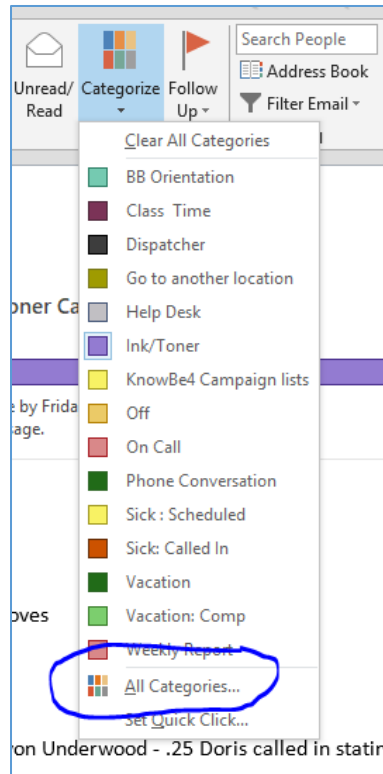 Search People
Unread/ Categorize Follow Address Book
Read Up Filter Email
Clear All Categories
BB Orientation
Class Time
Dispatcher
Go to another location
Help Desk
Ink/Toner
KnowBe4 Campaign lists
e by Frida
Off
sage.
On Call
Phone Conversation
Sick : Scheduled
Sick: Called In
Vacation
oves
Vacation: Comp
Weekly Report
All Categories...
Set Quick Click...
on Underwood - .25 Doris called in statin